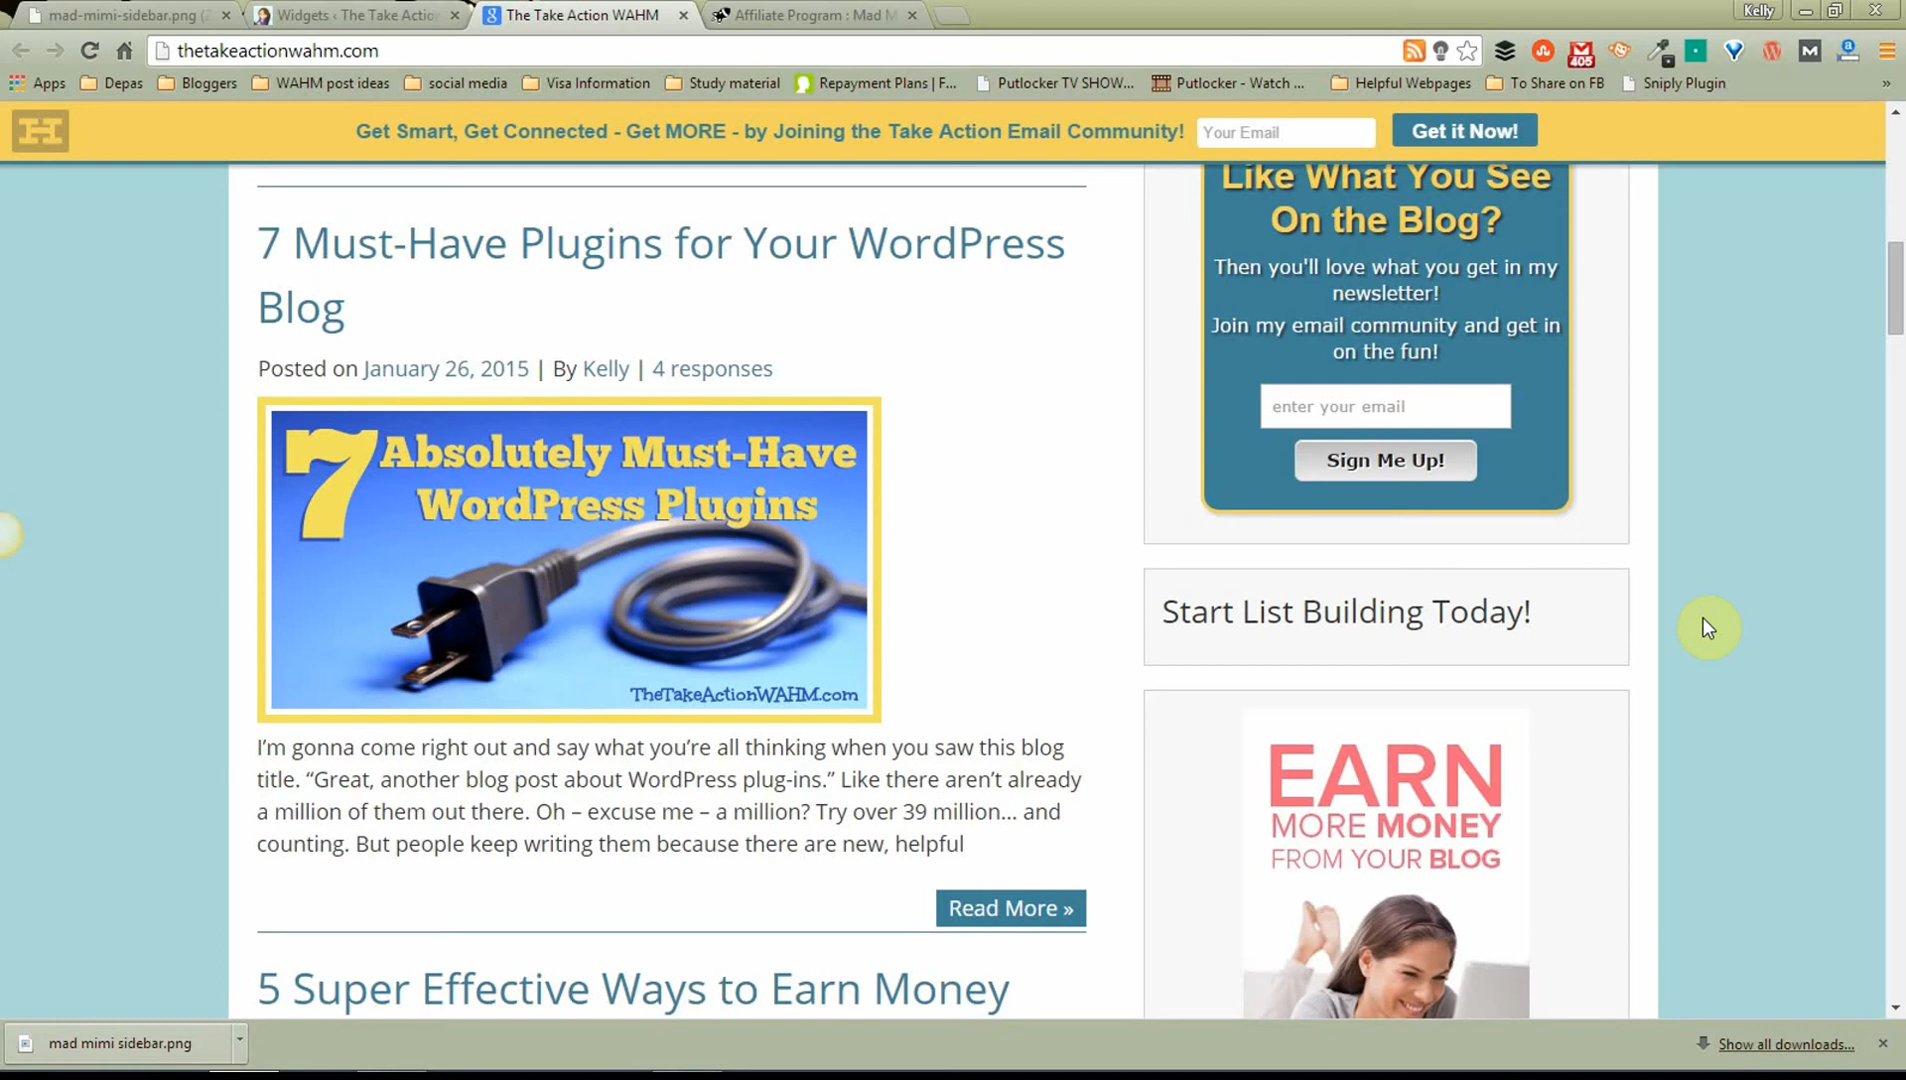 mad-mimi-sidebar.png (2
Widgets ‹ The Take Action
The Take Action WAHM
Affiliate Program : Mad M
Kelly
thetakeactionwahm.com
405
Apps
Depas
Bloggers
WAHM post ideas
social media
Visa Information
Study material
Repayment Plans | F...
Putlocker TV SHOW...
Putlocker - Watch ...
Helpful Webpages
To Share on FB
Sniply Plugin
»
Get Smart, Get Connected - Get MORE - by Joining the Take Action Email Community!
Your Email
Get it Now!
7 Must-Have Plugins for Your WordPress
Blog
Posted on January 26, 2015 | By Kelly | 4 responses
7 Absolutely Must-Have
WordPress Plugins
TheTakeActionWAHM.com
I’m gonna come right out and say what you’re all thinking when you saw this blog
title. “Great, another blog post about WordPress plug-ins.” Like there aren’t already
a million of them out there. Oh – excuse me – a million? Try over 39 million... and
counting. But people keep writing them because there are new, helpful
Read More »
5 Super Effective Ways to Earn Money
Like What You See
On the Blog?
Then you'll love what you get in my
newsletter!
Join my email community and get in
on the fun!
enter your email
Sign Me Up!
Start List Building Today!
EARN
MORE MONEY
FROM YOUR BLOG
mad mimi sidebar.png
Show all downloads...